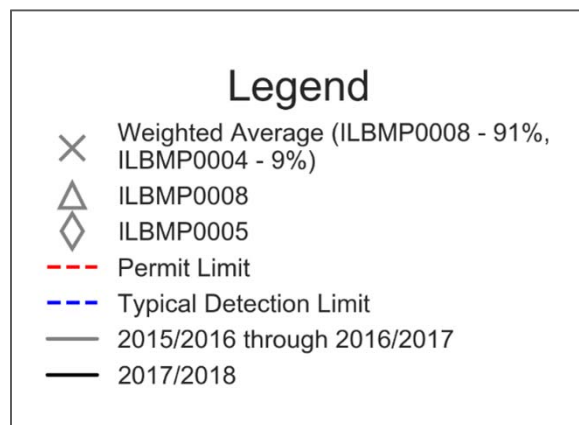 Legend
Weighted Average (ILBMP0008 - 91%,
ILBMP0004 - 9%)
ILBMP0008
ILBMP0005
Permit Limit
Typical Detection Limit
2015/2016 through 2016/2017
2017/2018